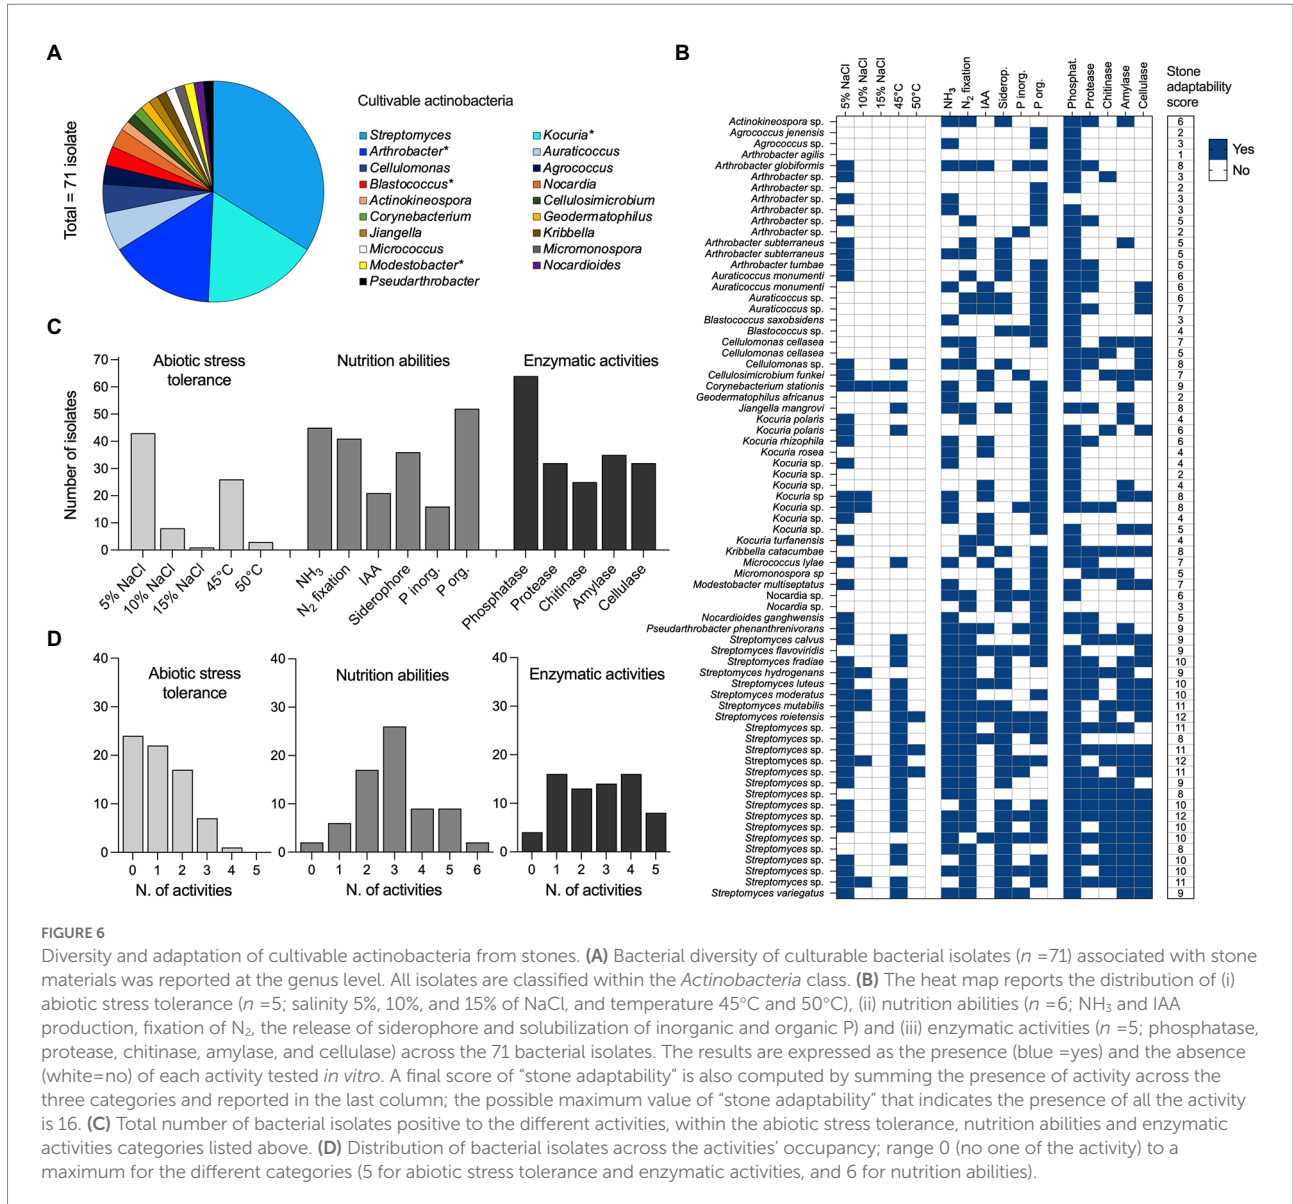 A
Cultivable actinobacteria
Total = 71 isolate
Streptomyces
Kocuria*
Arthrobacter*
Auraticoccus
Cellulomonas
Agrococcus
Blastococcus*
Nocardia
Actinokineospora
Cellulosimicrobium
Corynebacterium
Geodermatophilus
Jiangella
Kribbella
Micrococcus
Micromonospora
Modestobacter*
Nocardioides
Pseudarthrobacter
B
5% NaCl
10% NaCl
15% NaCl
45°C
50°C
NH₃
N₂ fixation
IAA
Siderop.
P inorg.
P org.
Phosphat.
Protease
Chitinase
Amylase
Cellulase
Stone
adaptability
score
Yes
No
Actinokineospora sp. 6
Agrococcus jenensis 2
Agrococcus sp. 3
Arthrobacter agilis 1
Arthrobacter globiformis 8
Arthrobacter sp. 3
Arthrobacter sp. 2
Arthrobacter sp. 3
Arthrobacter sp. 3
Arthrobacter sp. 5
Arthrobacter sp. 2
Arthrobacter subterraneus 5
Arthrobacter subterraneus 5
Arthrobacter tumbae 5
Auraticoccus monumenti 6
Auraticoccus monumenti 6
Auraticoccus sp. 6
Auraticoccus sp. 7
Blastococcus saxobsidens 3
Blastococcus sp. 4
Cellulomonas cellasea 7
Cellulomonas cellasea 5
Cellulomonas sp. 8
Cellulosimicrobium funkei 7
Corynebacterium stationis 9
Geodermatophilus africanus 2
Jiangella mangrovi 8
Kocuria polaris 4
Kocuria polaris 6
Kocuria rhizophila 6
Kocuria rosea 4
Kocuria sp. 4
Kocuria sp. 2
Kocuria sp. 4
Kocuria sp 8
Kocuria sp. 8
Kocuria sp. 4
Kocuria sp. 5
Kocuria turfanensis 4
Kribbella catacumbae 8
Micrococcus lylae 7
Micromonospora sp 5
Modestobacter multiseptatus 7
Nocardia sp. 6
Nocardia sp. 3
Nocardioides ganghwensis 5
Pseudarthrobacter phenanthrenivorans 9
Streptomyces calvus 9
Streptomyces flavoviridis 9
Streptomyces fradiae 10
Streptomyces hydrogenans 9
Streptomyces luteus 10
Streptomyces moderatus 10
Streptomyces mutabilis 11
Streptomyces roietensis 12
Streptomyces sp. 11
Streptomyces sp. 8
Streptomyces sp. 11
Streptomyces sp. 12
Streptomyces sp. 11
Streptomyces sp. 9
Streptomyces sp. 8
Streptomyces sp. 10
Streptomyces sp. 12
Streptomyces sp. 10
Streptomyces sp. 10
Streptomyces sp. 8
Streptomyces sp. 10
Streptomyces sp. 10
Streptomyces sp. 11
Streptomyces variegatus 9
C
Abiotic stress
tolerance
Nutrition abilities
Enzymatic activities
Number of isolates
70
60
50
40
30
20
10
0
5% NaCl
10% NaCl
15% NaCl
45°C
50°C
NH₃
N₂ fixation
IAA
Siderophore
P inorg.
P org.
Phosphatase
Protease
Chitinase
Amylase
Cellulase
D
Abiotic stress
tolerance
40
30
20
10
0
0 1 2 3 4 5
N. of activities
Nutrition abilities
40
30
20
10
0
0 1 2 3 4 5 6
N. of activities
Enzymatic activities
40
30
20
10
0
0 1 2 3 4 5
N. of activities
FIGURE 6
Diversity and adaptation of cultivable actinobacteria from stones. (A) Bacterial diversity of culturable bacterial isolates (n =71) associated with stone
materials was reported at the genus level. All isolates are classified within the Actinobacteria class. (B) The heat map reports the distribution of (i)
abiotic stress tolerance (n =5; salinity 5%, 10%, and 15% of NaCl, and temperature 45°C and 50°C), (ii) nutrition abilities (n =6; NH₃ and IAA
production, fixation of N₂, the release of siderophore and solubilization of inorganic and organic P) and (iii) enzymatic activities (n =5; phosphatase,
protease, chitinase, amylase, and cellulase) across the 71 bacterial isolates. The results are expressed as the presence (blue =yes) and the absence
(white=no) of each activity tested in vitro. A final score of “stone adaptability” is also computed by summing the presence of activity across the
three categories and reported in the last column; the possible maximum value of “stone adaptability” that indicates the presence of all the activity
is 16. (C) Total number of bacterial isolates positive to the different activities, within the abiotic stress tolerance, nutrition abilities and enzymatic
activities categories listed above. (D) Distribution of bacterial isolates across the activities’ occupancy; range 0 (no one of the activity) to a
maximum for the different categories (5 for abiotic stress tolerance and enzymatic activities, and 6 for nutrition abilities).